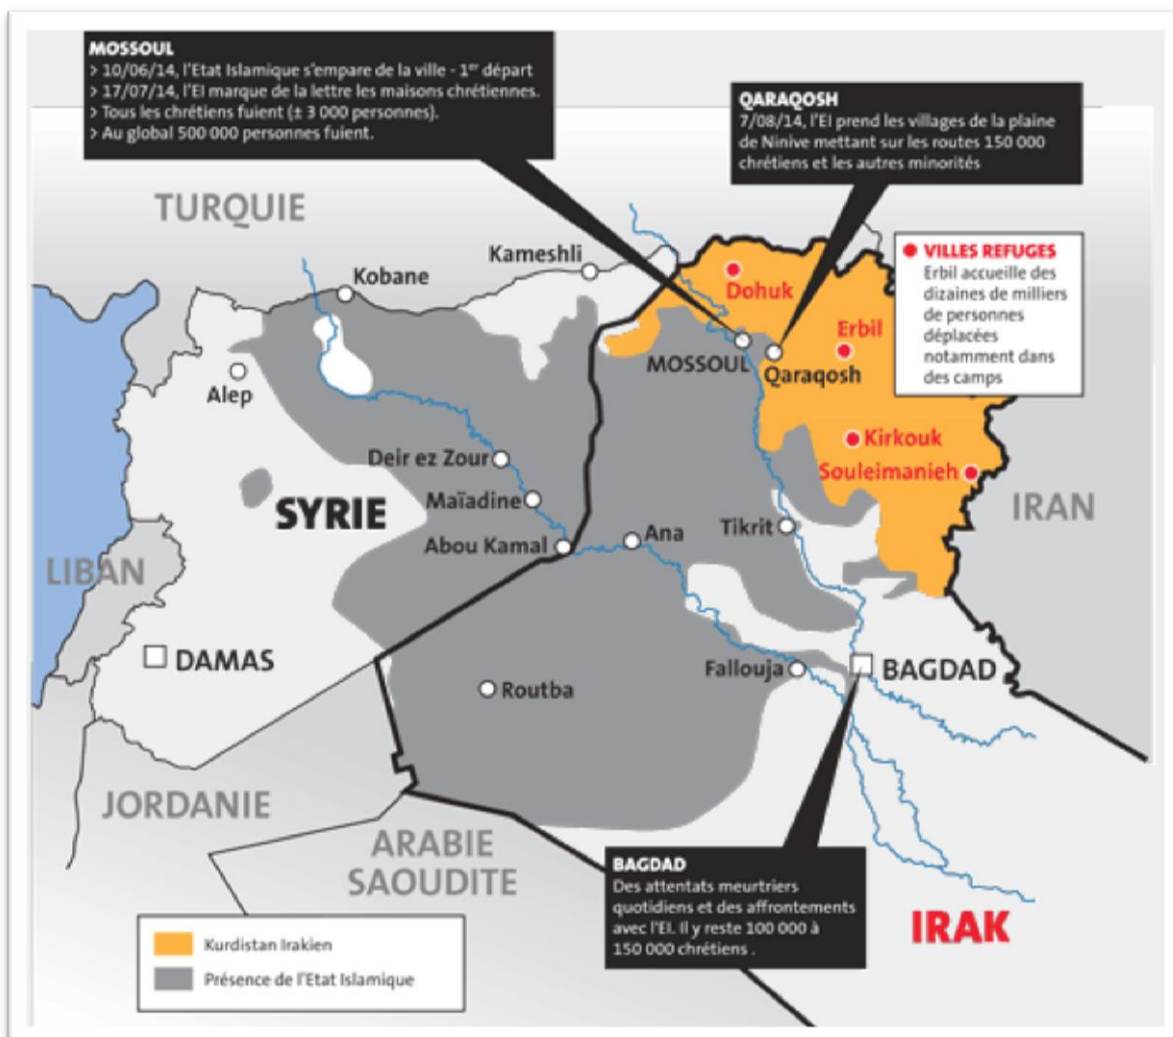 MOSSOUL
> 10/06/14, l'Etat Islamique s'empare de la ville - 1er départ
> 17/07/14, l'EI marque de la lettre les maisons chrétiennes.
> Tous les chrétiens fuient (± 3 000 personnes).
> Au global 500 000 personnes fuient.
QARAQOSH
7/08/14, l'EI prend les villages de la plaine
de Ninive mettant sur les routes 150 000
chrétiens et les autres minorités
TURQUIE
Kameshli
Kobane
VILLES REFUGES
Erbil accueille des
dizaines de milliers
de personnes
déplacées
notamment dans
des camps
Dohuk
Erbil
MOSSOUL
Qaraqosh
Alep
Kirkouk
Souleimanieh
Deir ez Zour
Maïadine
SYRIE
IRAN
Abou Kamal
Ana
Tikrit
LIBAN
DAMAS
Fallouja
BAGDAD
Routba
JORDANIE
ARABIE
SAOUDITE
BAGDAD
Des attentats meurtriers
quotidiens et des affrontements
avec l'EI. Il y reste 100 000 à
150 000 chrétiens .
IRAK
Kurdistan Irakien
Présence de l'Etat Islamique